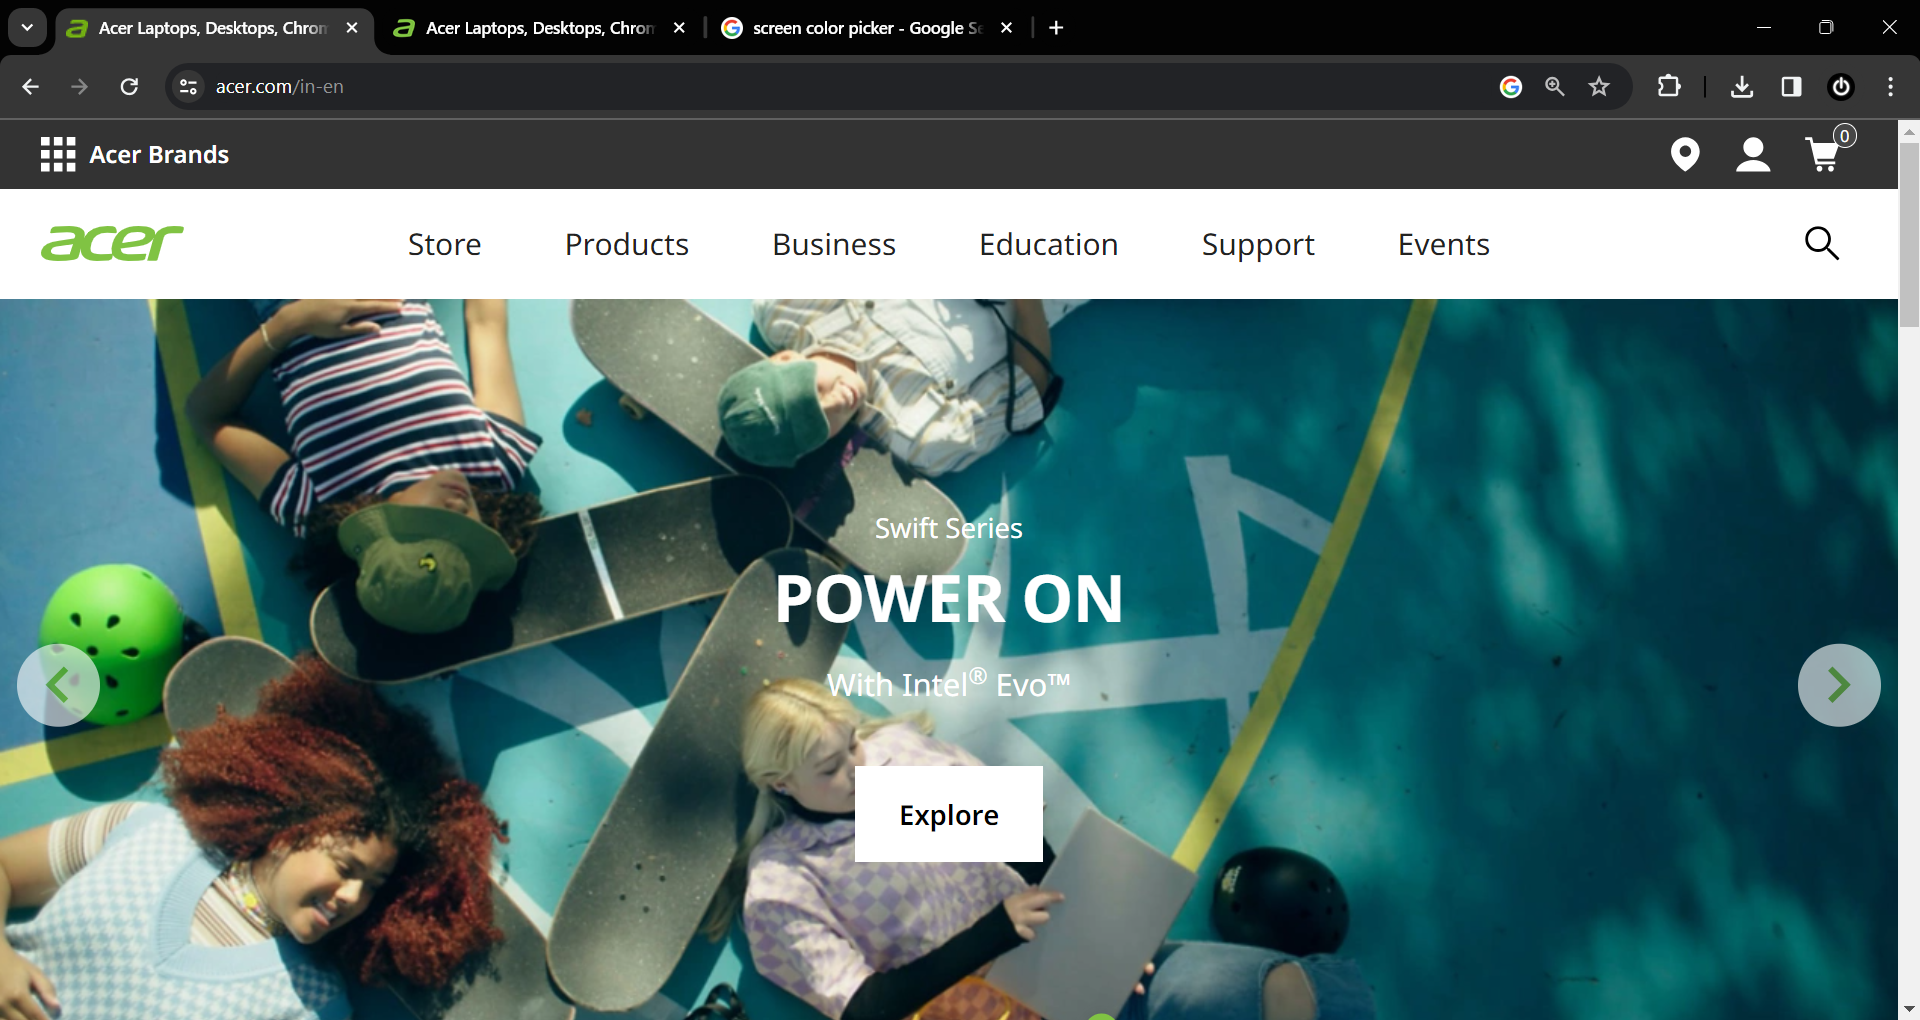 Acer Laptops, Desktops, Chron
Acer Laptops, Desktops, Chron
screen color picker - Google Se
acer.com/in-en
Acer Brands
0
acer
Store
Products
Business
Education
Support
Events
Swift Series
POWER ON
With Intel® Evo™
Explore